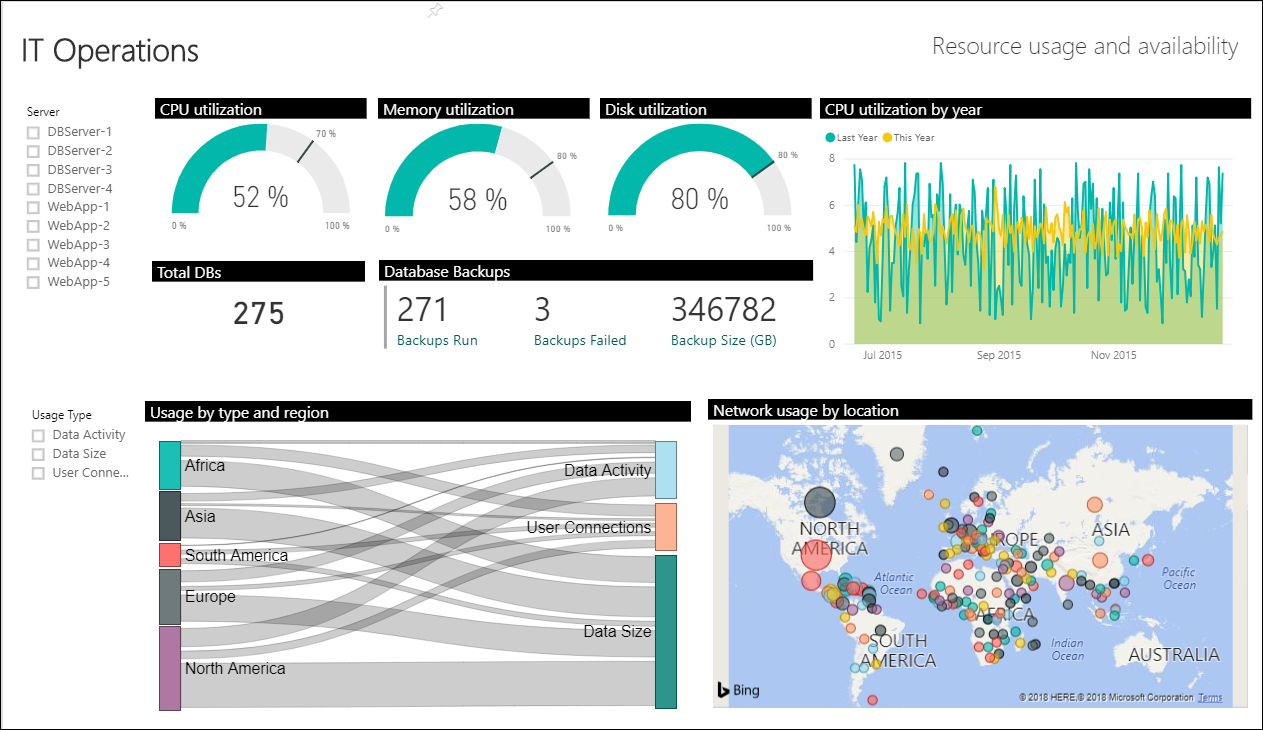 IT Operations
Resource usage and availability
Server
DBServer-1
DBServer-2
DBServer-3
DBServer-4
WebApp-1
WebApp-2
WebApp-3
WebApp-4
WebApp-5
CPU utilization
70 %
52 %
0 %
100 %
Memory utilization
80 %
58 %
0 %
100 %
Disk utilization
80 %
80 %
0 %
100 %
CPU utilization by year
Last Year
This Year
8
6
4
2
0
Jul 2015
Sep 2015
Nov 2015
Total DBs
275
Database Backups
271
Backups Run
3
Backups Failed
346782
Backup Size (GB)
Usage Type
Data Activity
Data Size
User Conne...
Usage by type and region
Africa
Asia
South America
Europe
North America
Data Activity
User Connections
Data Size
Network usage by location
NORTH
AMERICA
ROPE
ASIA
Atlantic
Ocean
Pacific
Ocean
AFRICA
SOUTH
AMERICA
Indian
Ocean
AUSTRALIA
Bing
© 2018 HERE, © 2018 Microsoft Corporation Terms